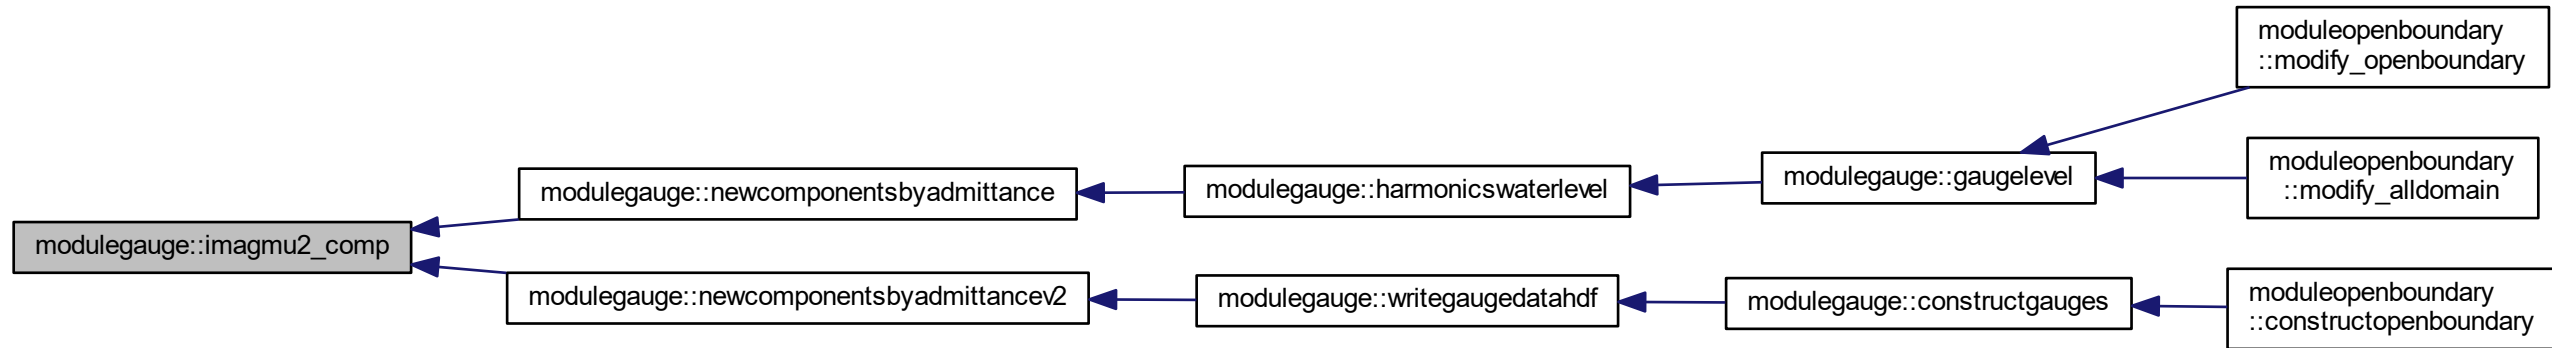 moduleopenboundary
::modify_openboundary
moduleopenboundary
::modify_alldomain
modulegauge::gaugelevel
modulegauge::harmonicswaterlevel
modulegauge::newcomponentsbyadmittance
modulegauge::imagmu2_comp
modulegauge::newcomponentsbyadmittancev2
modulegauge::writegaugedatahdf
modulegauge::constructgauges
moduleopenboundary
::constructopenboundary